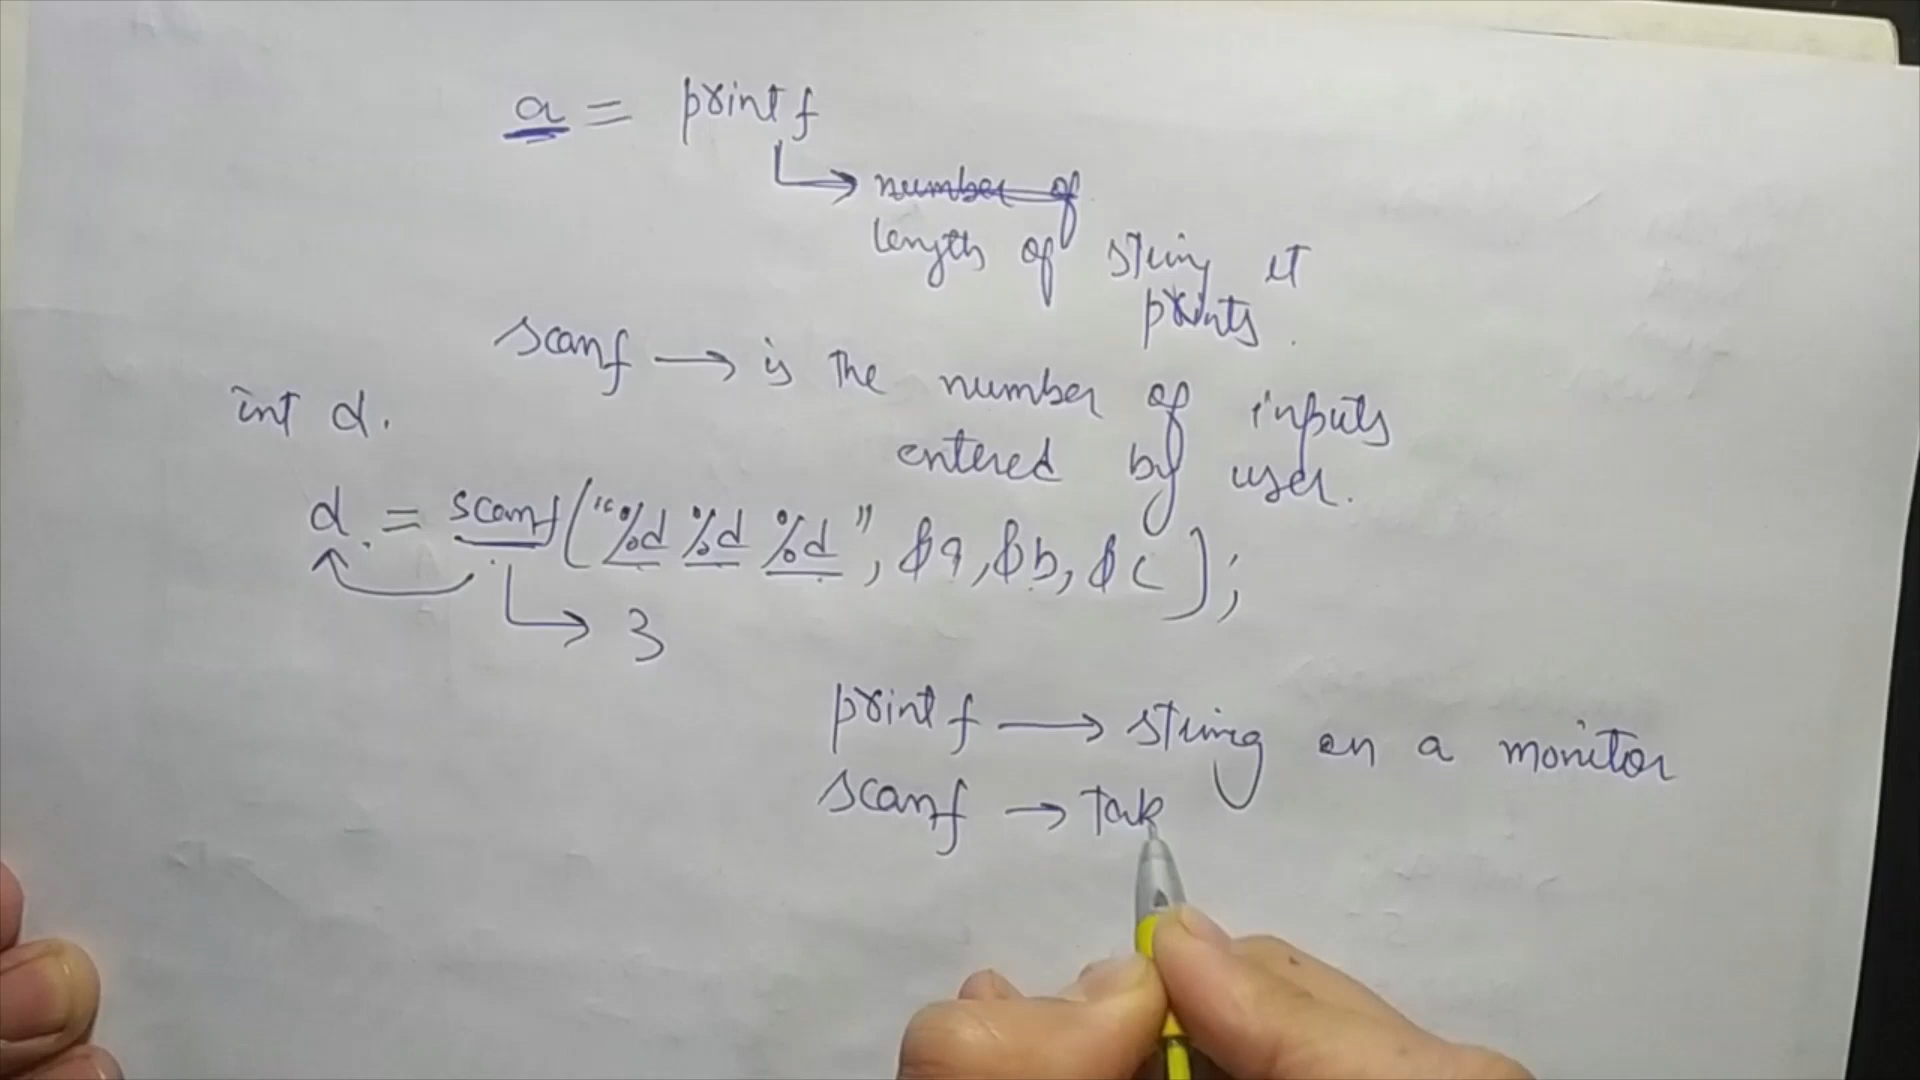 a = printf
number of
length of string it
prints.
scanf → is the number of inputs
entered by user.
int d.
d = scanf("%d %d %d", &a, &b, &c);
3
printf → string on a monitor
scanf → Tak